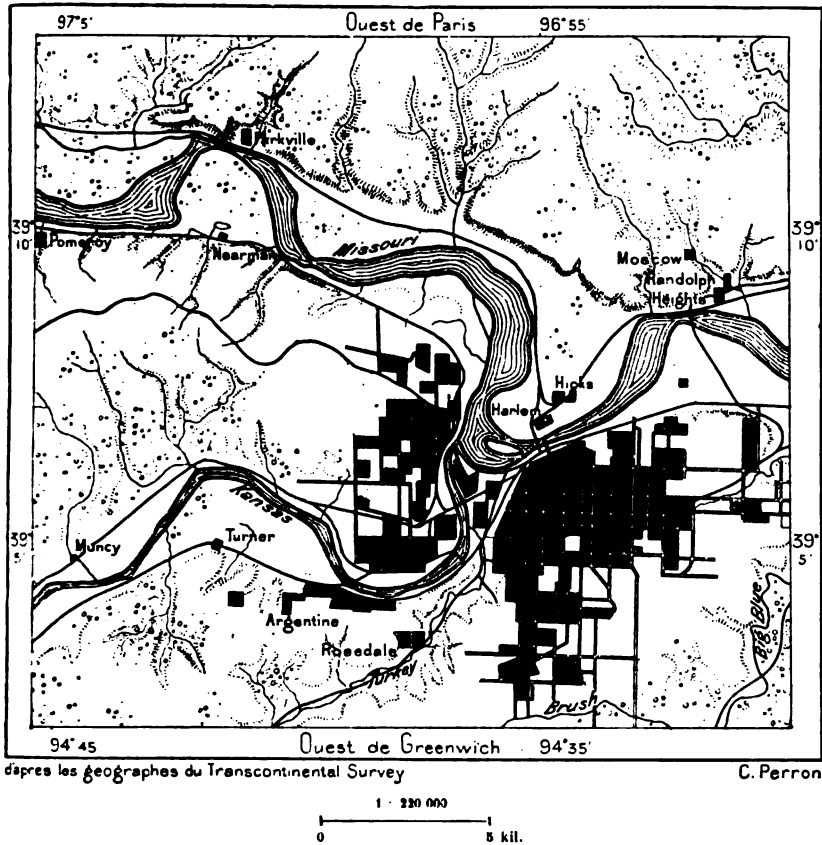 97°5′ Ouest de Paris 96°55′
Parkville
39° 39°
10′ 10′
Pomeroy
Nearman
Missouri
Moscow
Randolph
Heights
Hicks
Harlem
Kansas
39° 39°
5′ 5′
Muncy
Turner
Argentine
Rosedale
Turkey
Big Blue
Brush
94°45 Ouest de Greenwich 94°35′
d'apres les géographes du Transcontinental Survey C. Perron
1 : 220 000
0 5 kil.